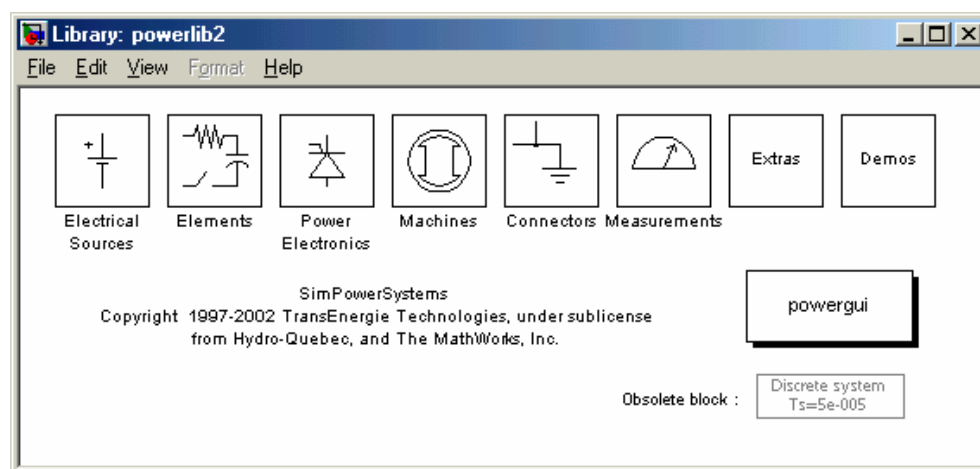 Library: powerlib2
File Edit View Format Help
Extras
Demos
Electrical
Sources
Elements
Power
Electronics
Machines
Connectors
Measurements
SimPowerSystems
Copyright 1997-2002 TransEnergie Technologies, under sublicense
from Hydro-Quebec, and The MathWorks, Inc.
powergui
Obsolete block :
Discrete system
Ts=5e-005